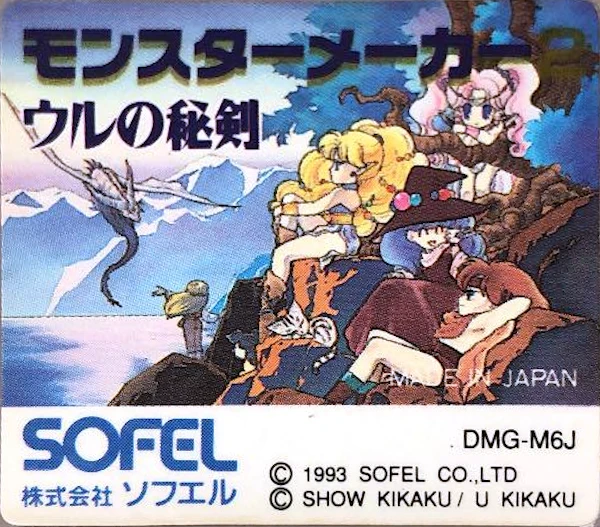 モンスターメーカー2
ウルの秘剣
MADE IN JAPAN
SOFEL
株式会社 ソフエル
DMG-M6J
© 1993 SOFEL CO.,LTD
© SHOW KIKAKU / U KIKAKU